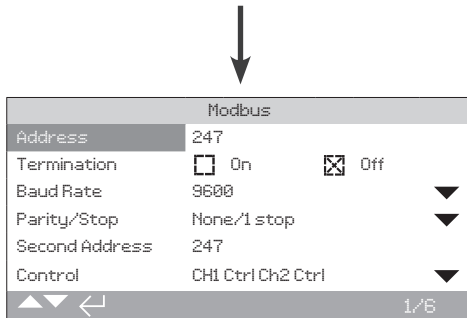 Modbus
Address 247
Termination On Off
Baud Rate 9600
Parity/Stop None/1 stop
Second Address 247
Control CH1 Ctrl Ch2 Ctrl
1/6